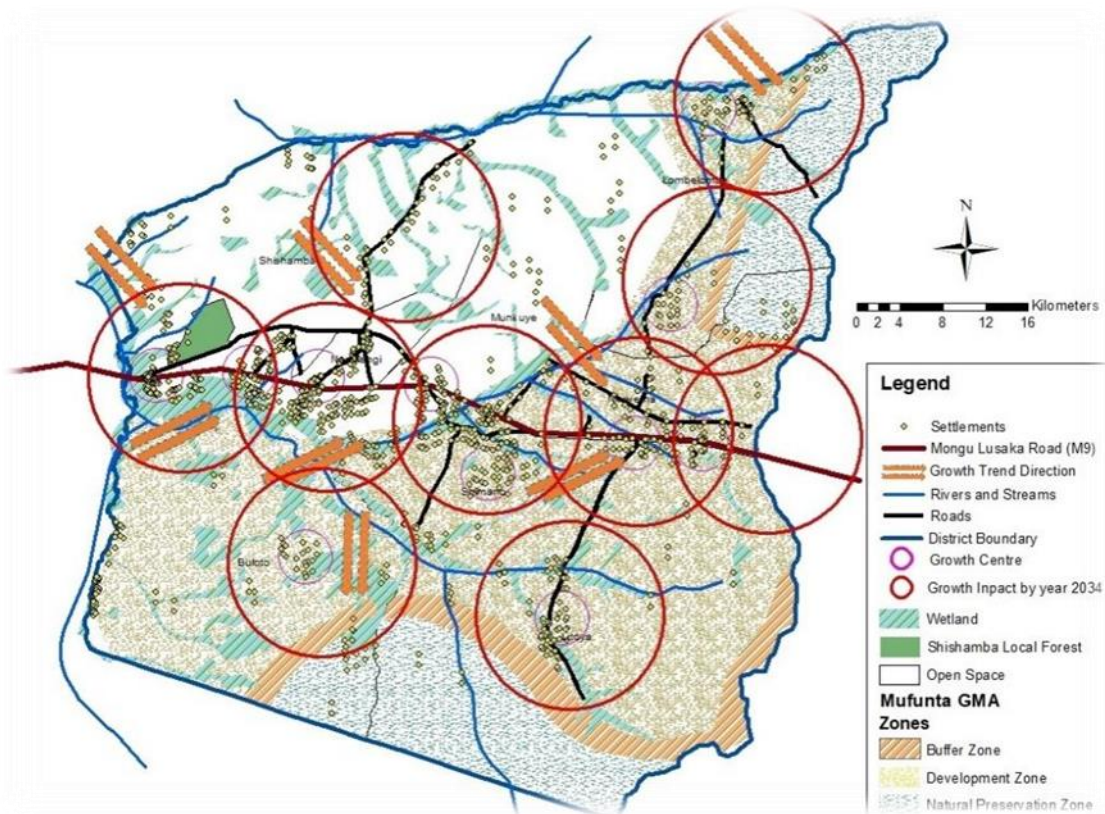 Lombelombe
Shishamba
Munkuye
Butoto
N
Kilometers
0 2 4 8 12 16
Legend
Settlements
Mongu Lusaka Road (M9)
Growth Trend Direction
Rivers and Streams
Roads
District Boundary
Growth Centre
Growth Inpact by year 2034
Wetland
Shishamba Local Forest
Open Space
Mufunta GMA
Zones
Buffer Zone
Development Zone
Natural Preservation Zone